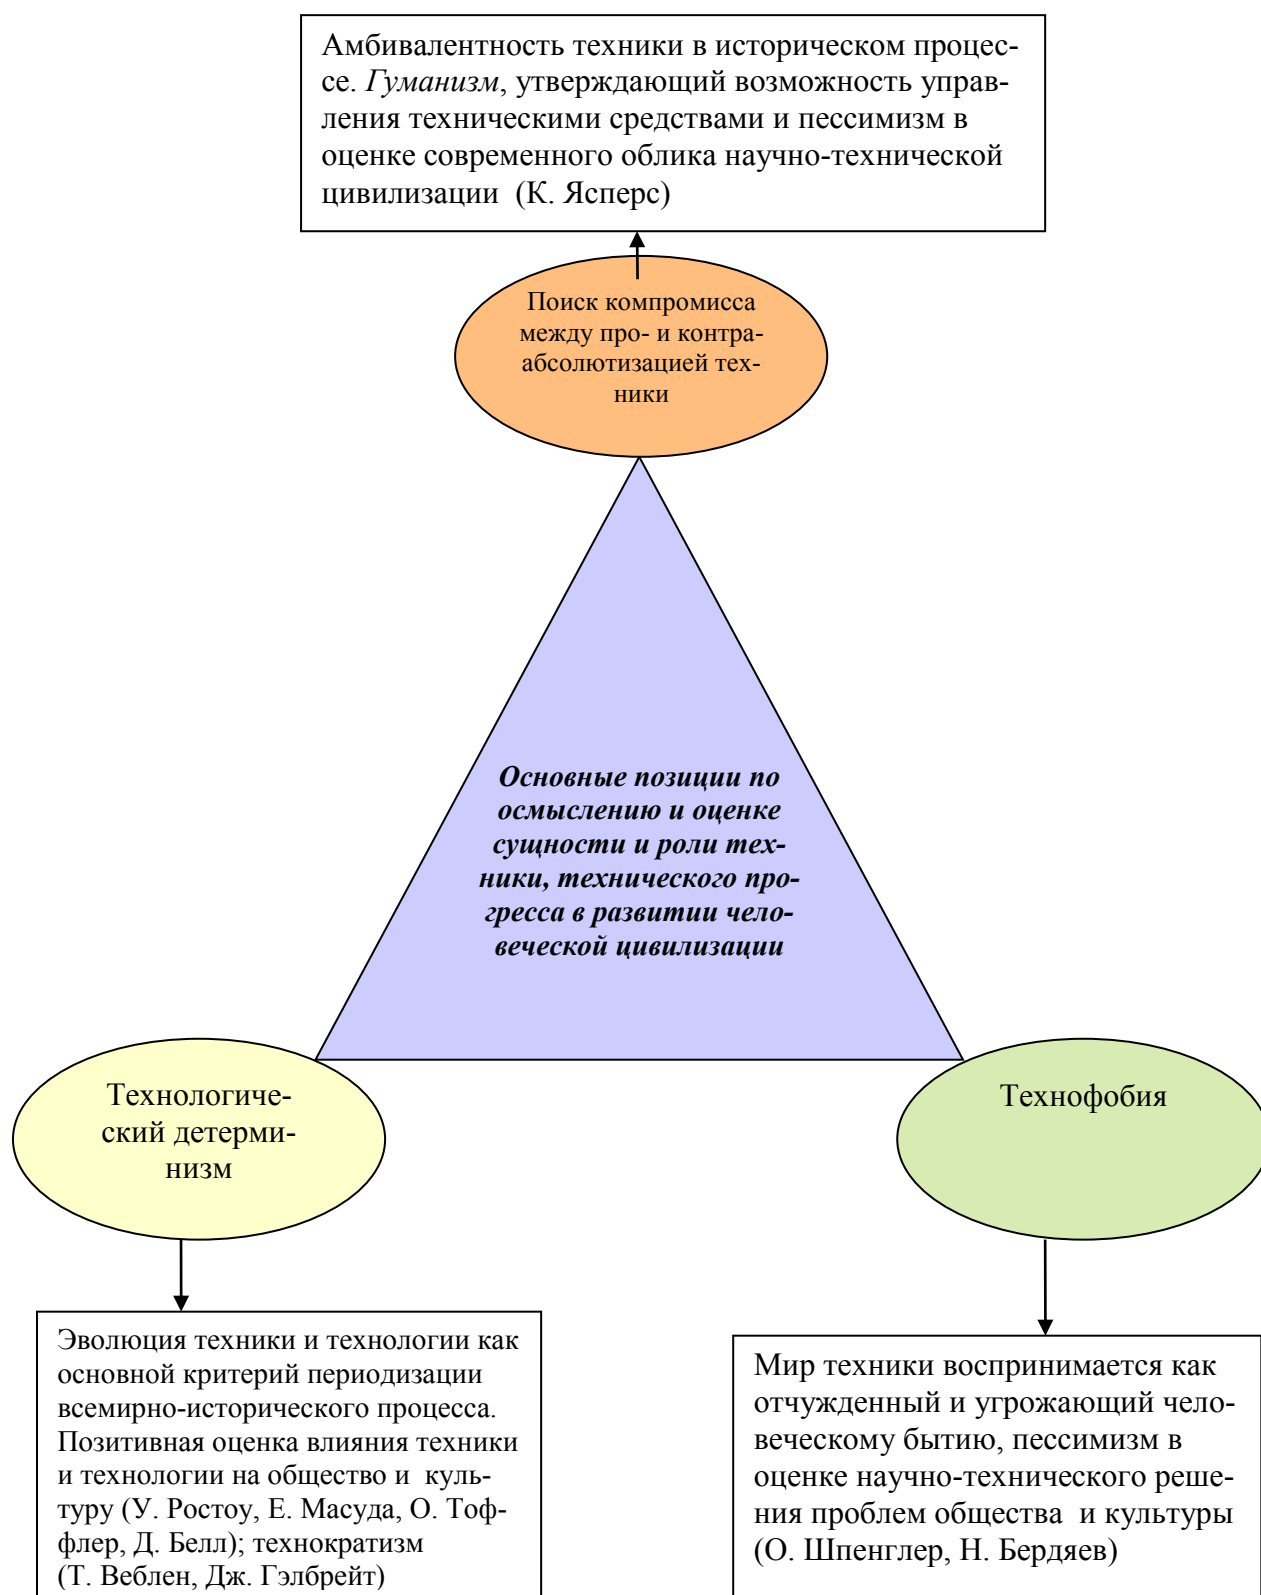 Амбивалентность техники в историческом процес-
се. Гуманизм, утверждающий возможность управ-
ления техническими средствами и пессимизм в
оценке современного облика научно-технической
цивилизации (К. Ясперс)
Поиск компромисса
между про- и контра-
абсолютизацией тех-
ники
Основные позиции по
осмыслению и оценке
сущности и роли тех-
ники, технического про-
гресса в развитии чело-
веческой цивилизации
Технологиче-
ский детерми-
низм
Технофобия
Эволюция техники и технологии как
основной критерий периодизации
всемирно-исторического процесса.
Позитивная оценка влияния техники
и технологии на общество и куль-
туру (У. Ростоу, Е. Масуда, О. Тоф-
флер, Д. Белл); технократизм
(Т. Веблен, Дж. Гэлбрейт)
Мир техники воспринимается как
отчужденный и угрожающий чело-
веческому бытию, пессимизм в
оценке научно-технического реше-
ния проблем общества и культуры
(О. Шпенглер, Н. Бердяев)